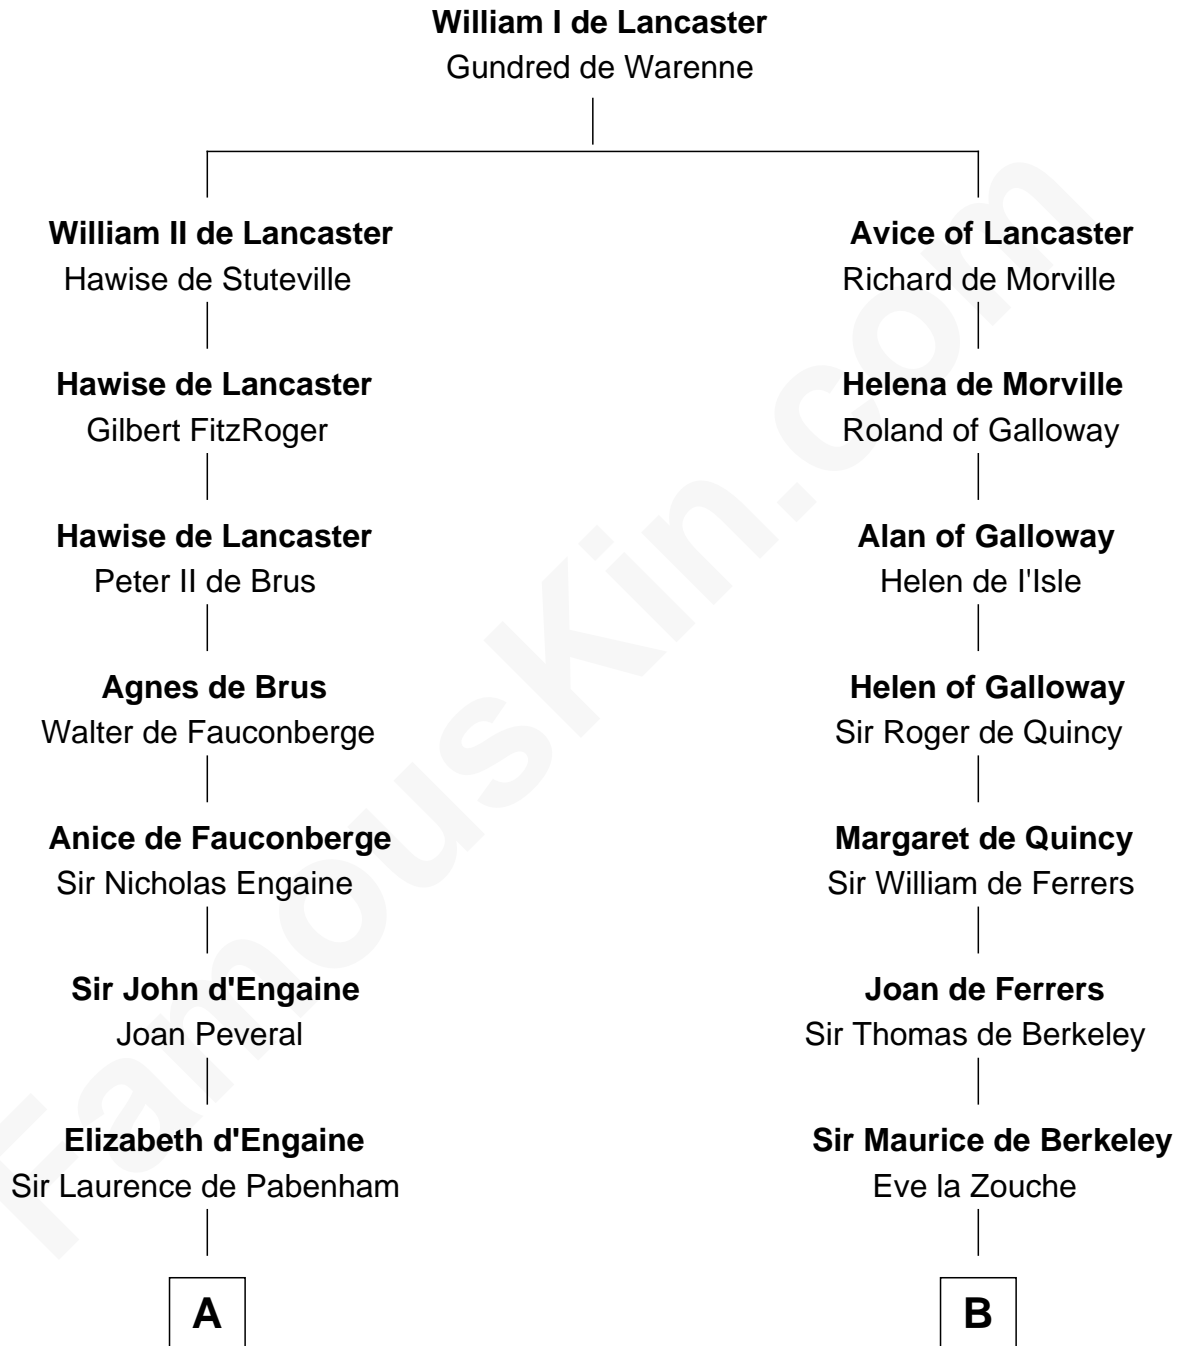 William I de Lancaster
Gundred de Warenne
William II de Lancaster
Hawise de Stuteville
Hawise de Lancaster
Gilbert FitzRoger
Hawise de Lancaster
Peter II de Brus
Agnes de Brus
Walter de Fauconberge
Anice de Fauconberge
Sir Nicholas Engaine
Sir John d'Engaine
Joan Peveral
Elizabeth d'Engaine
Sir Laurence de Pabenham
A
Avice of Lancaster
Richard de Morville
Helena de Morville
Roland of Galloway
Alan of Galloway
Helen de I'Isle
Helen of Galloway
Sir Roger de Quincy
Margaret de Quincy
Sir William de Ferrers
Joan de Ferrers
Sir Thomas de Berkeley
Sir Maurice de Berkeley
Eve la Zouche
B
FamousKin.com